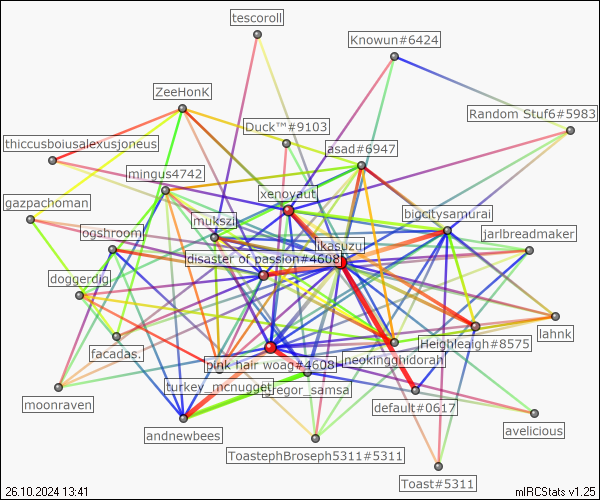 tescoroll
Knowun#6424
ZeeHonK
Random Stuf6#5983
Duck™#9103
thiccusboiusalexusjoneus
asad#6947
mingus4742
xenoyaut
gazpachoman
mukszi
bigcitysamurai
ogshroom
ikasuzu
jarlbreadmaker
disaster of passion#4608
doggerdig
lahnk
Heighleaigh#8575
facadas.
neokingghidorah
pink hair woag#4608
turkey_mcnugget
gregor_samsa
moonraven
default#0617
avelicious
andnewbees
ToastephBroseph5311#5311
Toast#5311
26.10.2024 13:41
mIRCStats v1.25